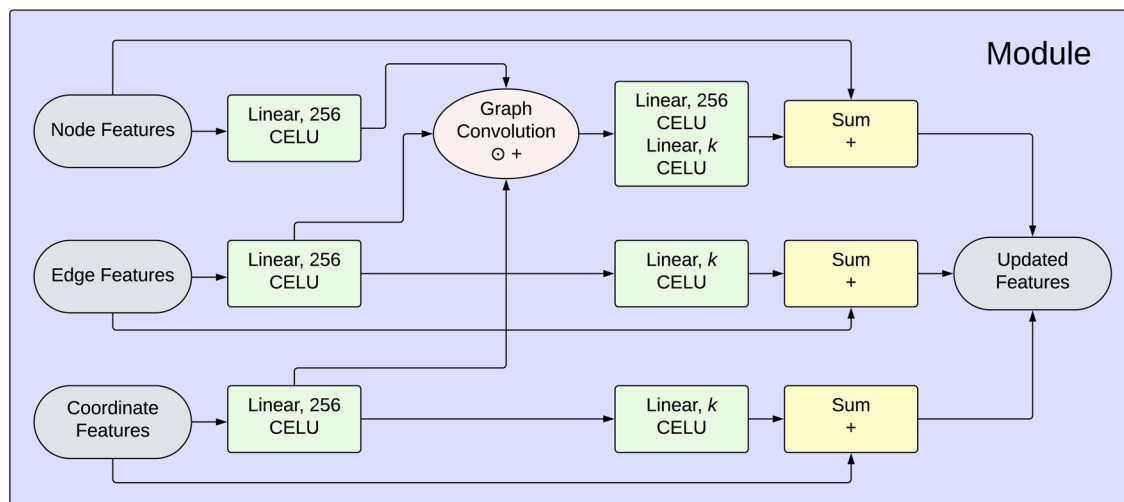 Module
Node Features
Linear, 256
CELU
Graph
Convolution
⊙ +
Linear, 256
CELU
Linear, k
CELU
Sum
+
Edge Features
Linear, 256
CELU
Linear, k
CELU
Sum
+
Updated
Features
Coordinate
Features
Linear, 256
CELU
Linear, k
CELU
Sum
+